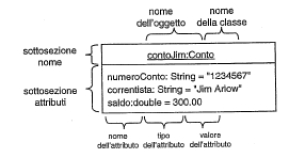 nome nome
dell'oggetto della classe
sottosezione
nome
contoJim:Conto
sottosezione
attributi
numeroConto: String = "1234567"
correntista: String = "Jim Arlow"
saldo:double = 300.00
nome tipo valore
dell'attributo dell'attributo dell'attributo